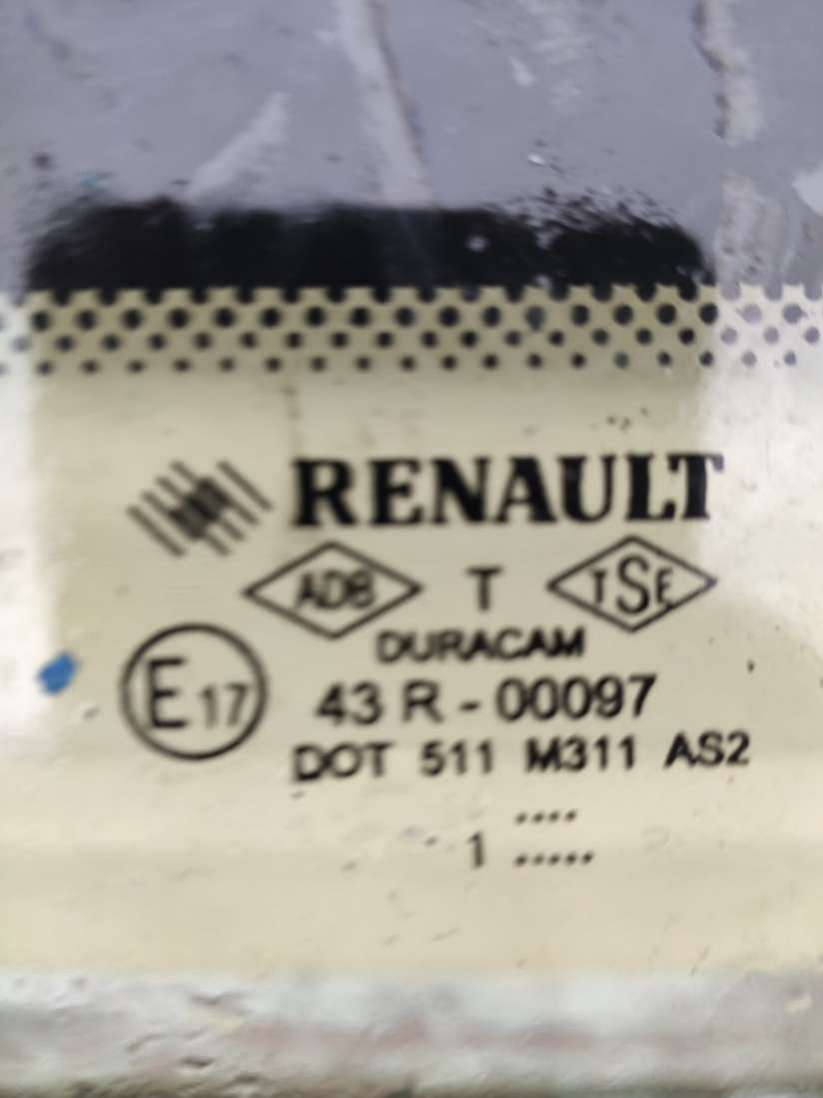 RENAULT
ADB T TSE
DURACAM
E17 43 R - 00097
DOT 511 M311 AS2
....
1 .....